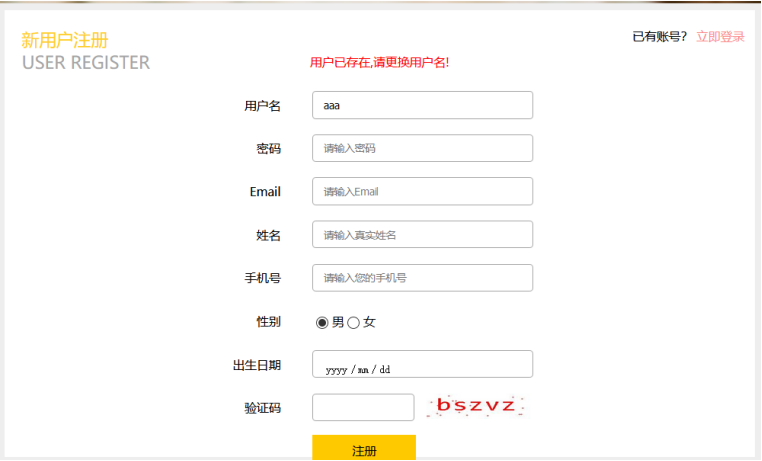 新用户注册
已有账号? 立即登录
USER REGISTER
用户已存在,请更换用户名!
用户名 aaa
密码 请输入密码
Email 请输入Email
姓名 请输入真实姓名
手机号 请输入您的手机号
性别 男 女
出生日期 yyyy / mm / dd
验证码 bszvz
注册